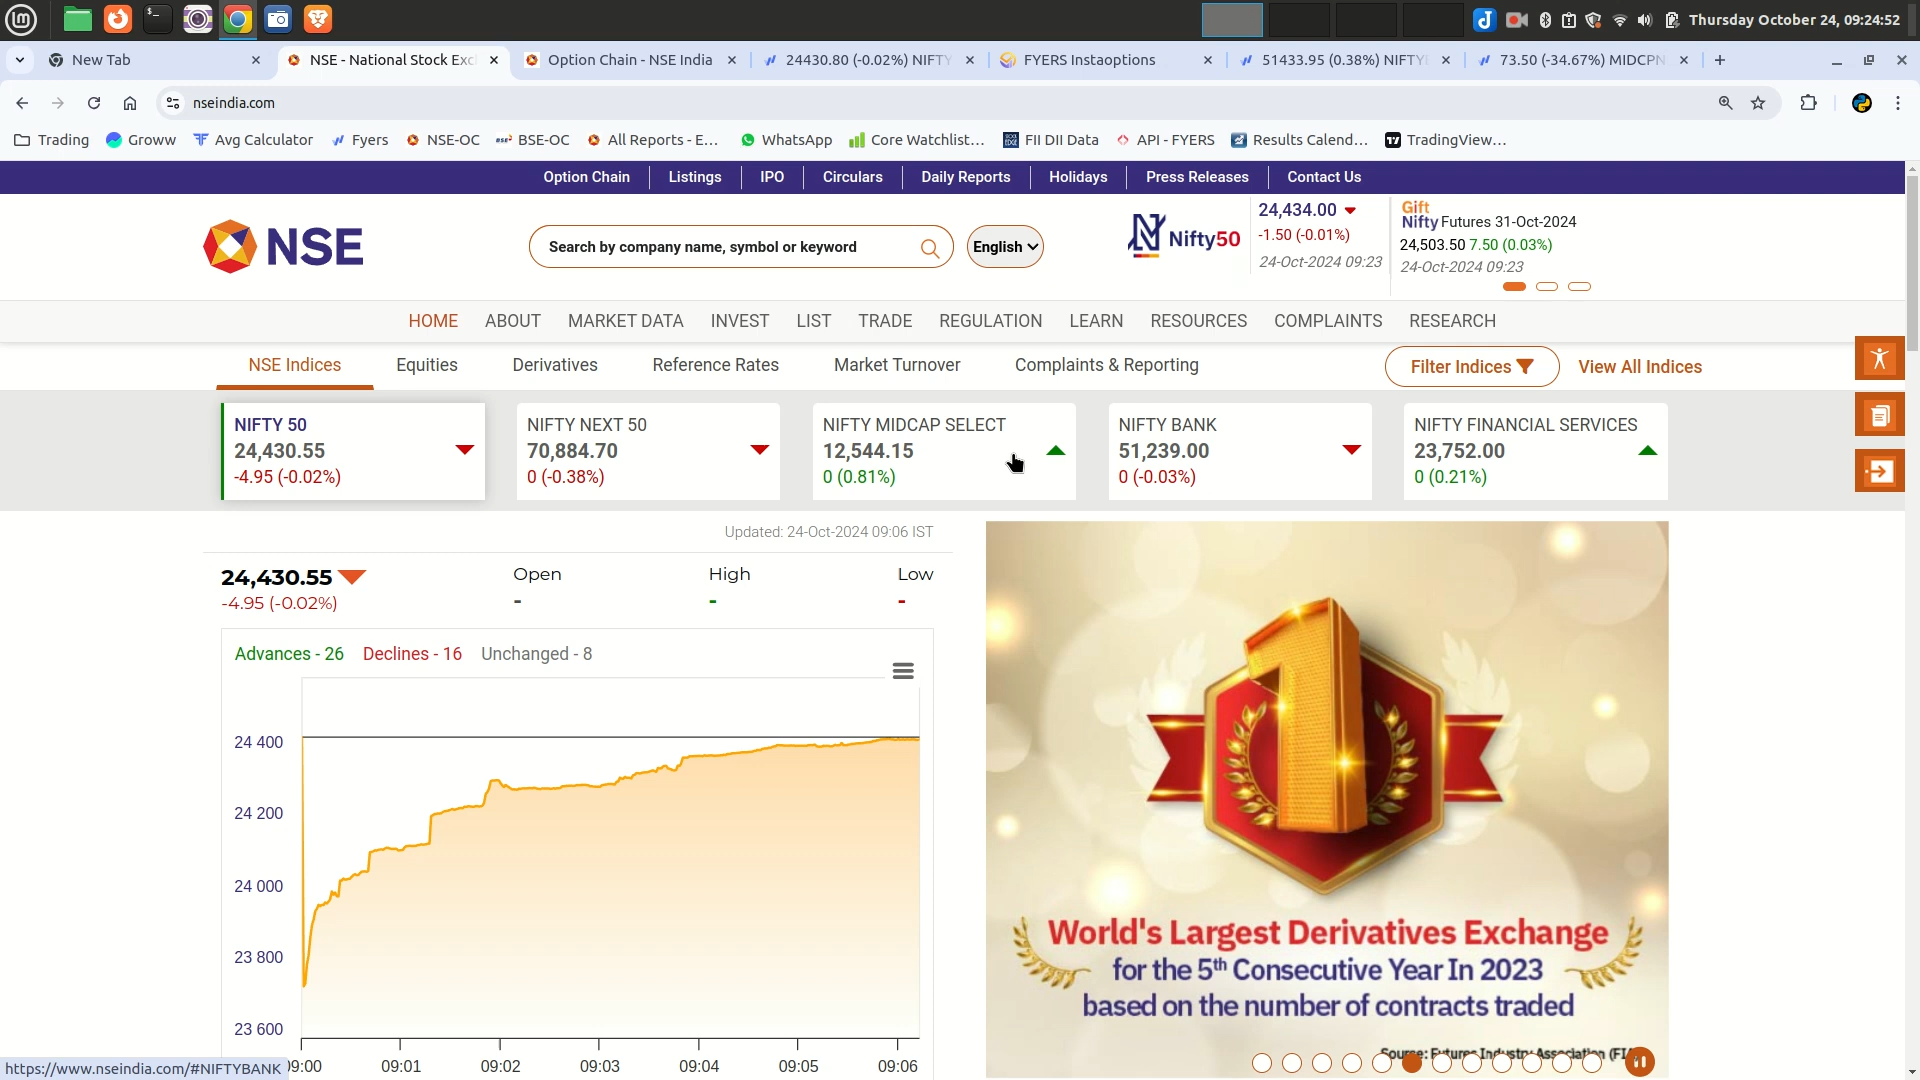 Thursday October 24, 09:24:52
New Tab
NSE - National Stock Exc
Option Chain - NSE India
24430.80 (-0.02%) NIFTY
FYERS Instaoptions
51433.95 (0.38%) NIFTY
73.50 (-34.67%) MIDCPN
nseindia.com
Trading
Groww
Avg Calculator
Fyers
NSE-OC
BSE-OC
All Reports - E...
WhatsApp
Core Watchlist...
FII DII Data
API - FYERS
Results Calend...
TradingView...
Option Chain
Listings
IPO
Circulars
Daily Reports
Holidays
Press Releases
Contact Us
NSE
Search by company name, symbol or keyword
English
Nifty50
24,434.00
-1.50 (-0.01%)
24-Oct-2024 09:23
Gift
Nifty Futures 31-Oct-2024
24,503.50 7.50 (0.03%)
24-Oct-2024 09:23
HOME
ABOUT
MARKET DATA
INVEST
LIST
TRADE
REGULATION
LEARN
RESOURCES
COMPLAINTS
RESEARCH
NSE Indices
Equities
Derivatives
Reference Rates
Market Turnover
Complaints & Reporting
Filter Indices
View All Indices
NIFTY 50
24,430.55
-4.95 (-0.02%)
NIFTY NEXT 50
70,884.70
0 (-0.38%)
NIFTY MIDCAP SELECT
12,544.15
0 (0.81%)
NIFTY BANK
51,239.00
0 (-0.03%)
NIFTY FINANCIAL SERVICES
23,752.00
0 (0.21%)
Updated: 24-Oct-2024 09:06 IST
24,430.55
-4.95 (-0.02%)
Open
-
High
-
Low
-
Advances - 26
Declines - 16
Unchanged - 8
24 400
24 200
24 000
23 800
23 600
09:01
09:02
09:03
09:04
09:05
09:06
1
World's Largest Derivatives Exchange
for the 5th Consecutive Year In 2023
based on the number of contracts traded
Source: Futures Industry Association
https://www.nseindia.com/#NIFTYBANK